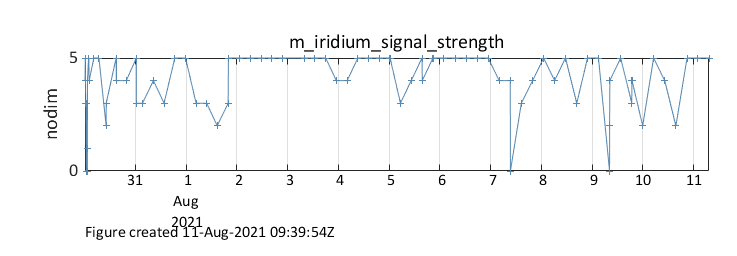 m_iridium_signal_strength
5
nodim
0
31 1 2 3 4 5 6 7 8 9 10 11
Aug
2021
Figure created 11-Aug-2021 09:39:54Z